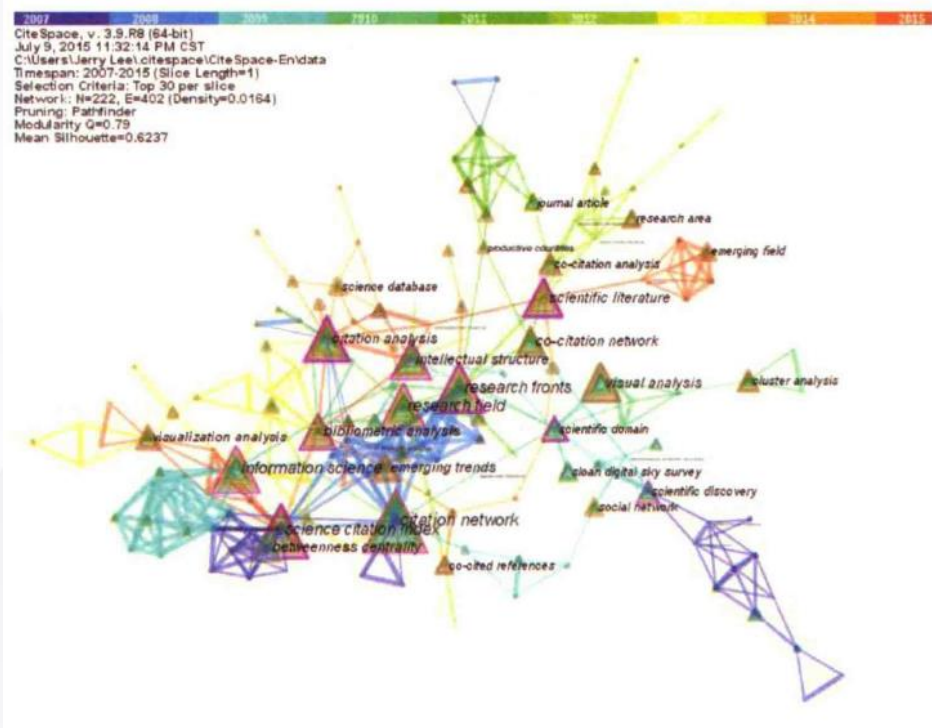 2007 2008 2009 2010 2011 2012 2013 2014 2015
CiteSpace, v. 3.9.R8 (64-bit)
July 9, 2015 11:32:14 PM CST
C:\Users\Jerry Lee\.citespace\CiteSpace-En\data
Timespan: 2007-2015 (Slice Length=1)
Selection Criteria: Top 30 per slice
Network: N=222, E=402 (Density=0.0164)
Pruning: Pathfinder
Modularity Q=0.79
Mean Silhouette=0.6237
journal article
research area
productive countries
emerging field
co-citation analysis
science database
scientific literature
citation analysis
co-citation network
intellectual structure
research fronts
visual analysis
cluster analysis
research field
bibliometric analysis
scientific domain
visualization analysis
information science
emerging trends
sloan digital sky survey
scientific discovery
social network
citation network
science citation index
betweenness centrality
co-cited references